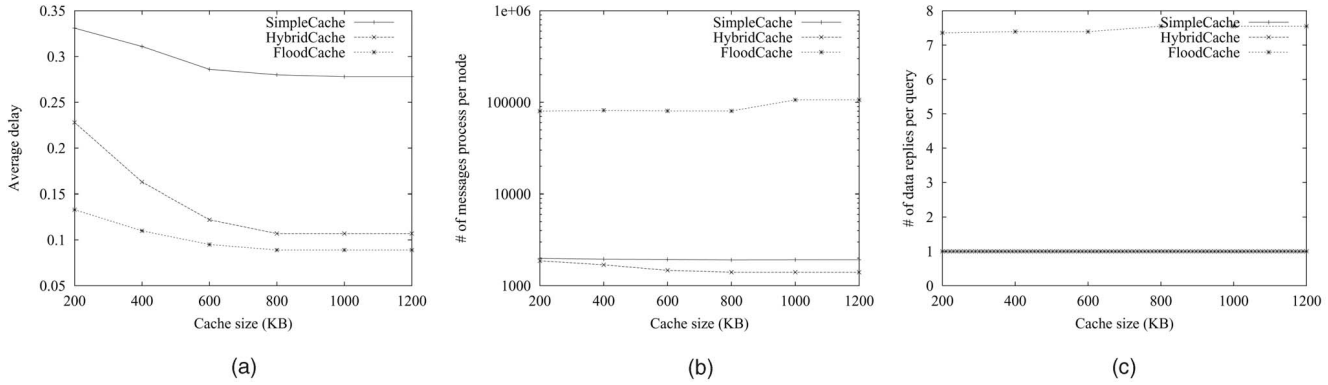 0.35
0.3
0.25
0.2
0.15
0.1
0.05
Average delay
SimpleCache
HybridCache
FloodCache
200 400 600 800 1000 1200
Cache size (KB)
(a)
1e+06
100000
10000
1000
# of messages process per node
SimpleCache
HybridCache
FloodCache
200 400 600 800 1000 1200
Cache size (KB)
(b)
8
7
6
5
4
3
2
1
0
# of data replies per query
SimpleCache
HybridCache
FloodCache
200 400 600 800 1000 1200
Cache size (KB)
(c)